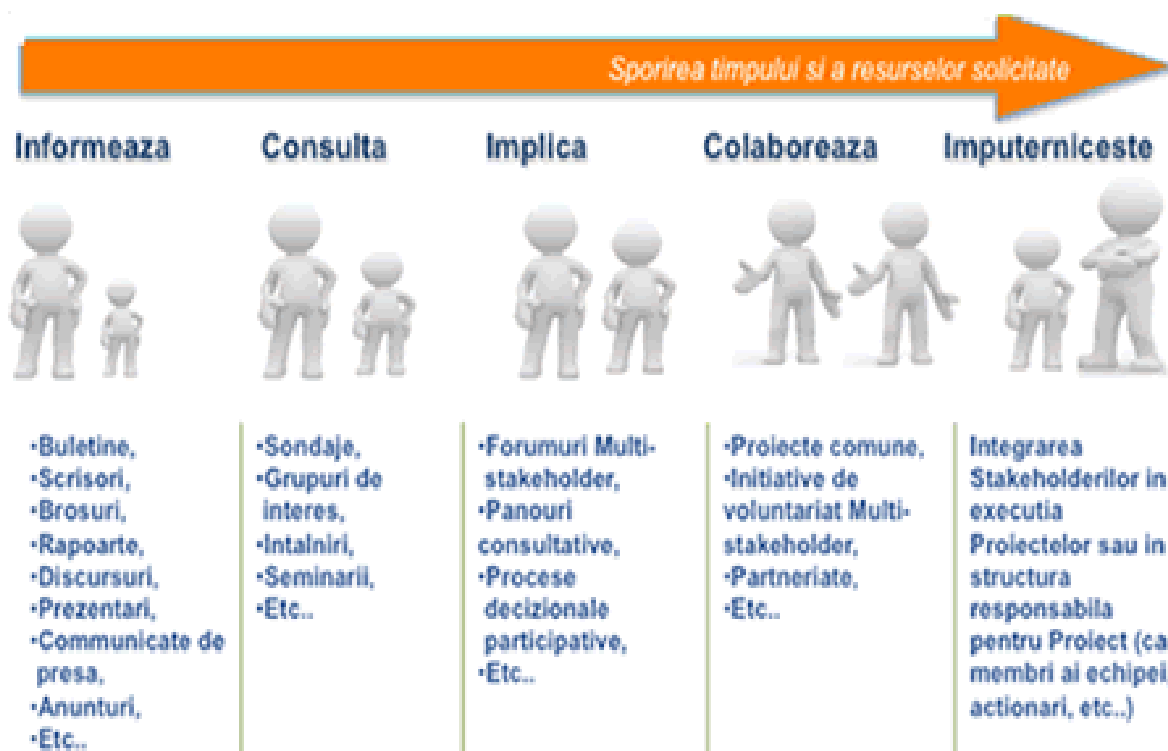 Sporirea timpului si a resurselor solicitate
Informeaza
Consulta
Implica
Colaboreaza
Imputerniceste
•Buletine,
•Scrisori,
•Brosuri,
•Rapoarte,
•Discursuri,
•Prezentari,
•Communicate de
presa,
•Anunturi,
•Etc..
•Sondaje,
•Grupuri de
interes,
•Intalniri,
•Seminarii,
•Etc..
•Forumuri Multi-
stakeholder,
•Panouri
consultative,
•Procese
decizionale
participative,
•Etc..
•Proiecte comune,
•Initiative de
voluntariat Multi-
stakeholder,
•Partneriate,
•Etc..
Integrarea
Stakeholderilor in
executia
Proiectelor sau in
structura
responsabila
pentru Proiect (ca
membri ai echipei,
actionari, etc..)